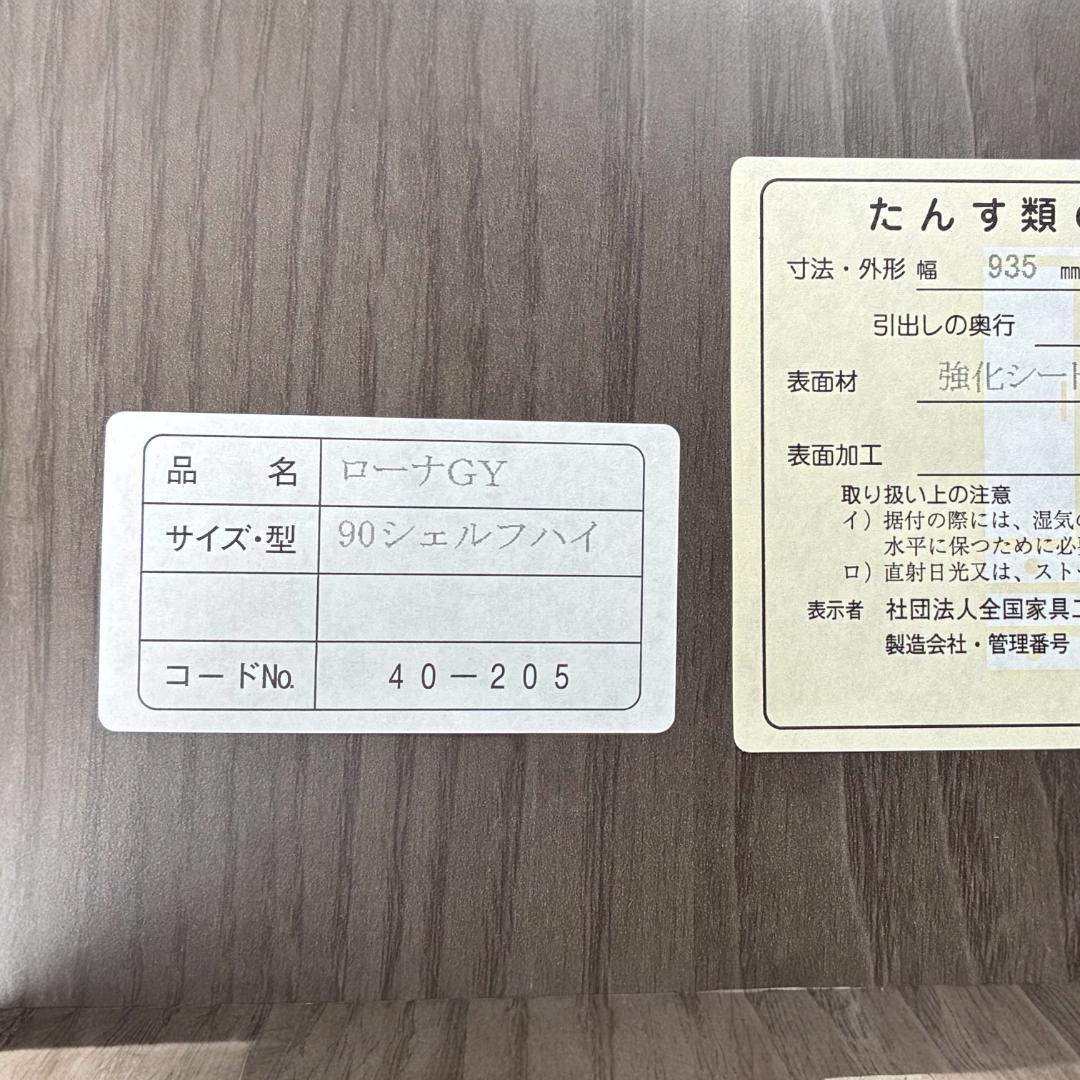 品 名 ローナGY
サイズ・型 90シェルフハイ
コードNo. 40-205
たんす類
寸法・外形 幅 935 mm
引出しの奥行
表面材 強化シート
表面加工
取り扱い上の注意
イ）据付の際には、湿気の
水平に保つために必要
ロ）直射日光又は、スト
表示者 社団法人全国家具工
製造会社・管理番号